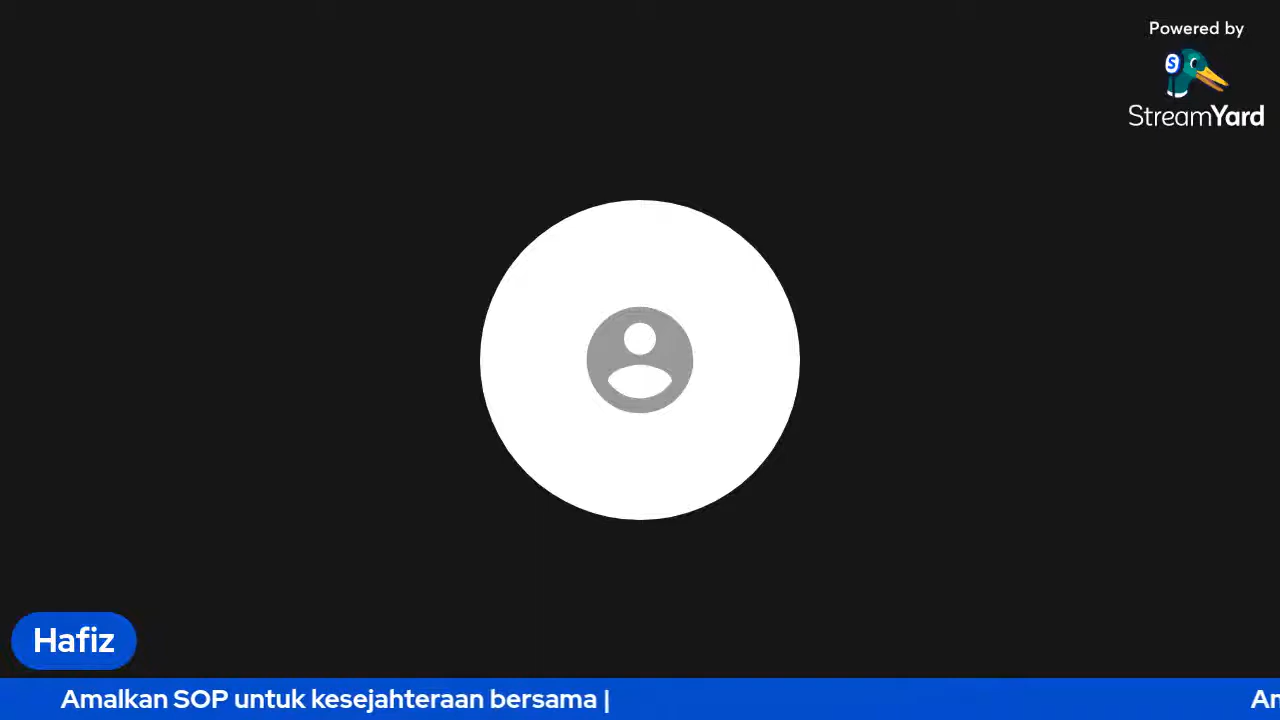 Powered by
S
StreamYard
Hafiz
Amalkan SOP untuk kesejahteraan bersama |